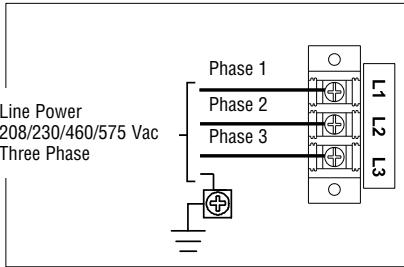 Phase 1
Phase 2
Phase 3
Line Power
208/230/460/575 Vac
Three Phase
L1
L2
L3